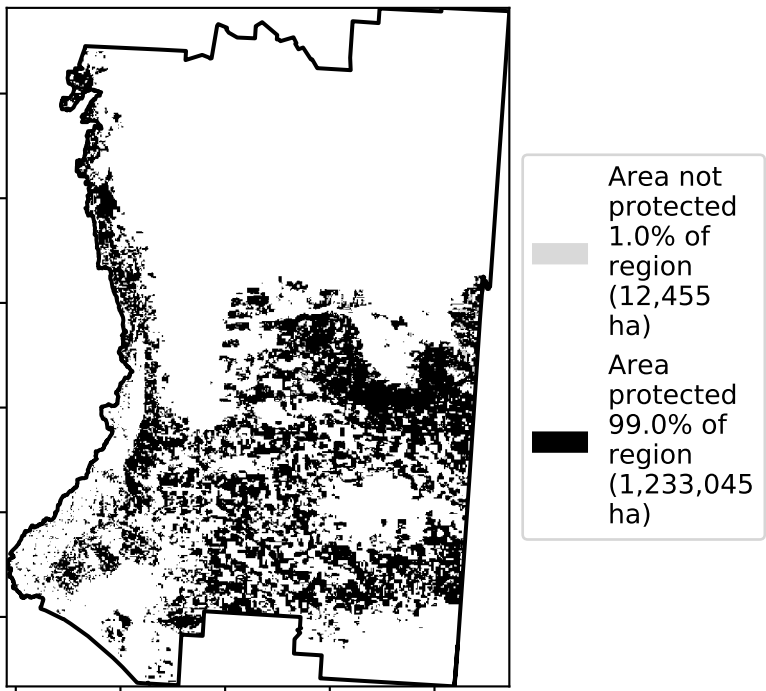 Area not
protected
1.0% of
region
(12,455
ha)
Area
protected
99.0% of
region
(1,233,045
ha)